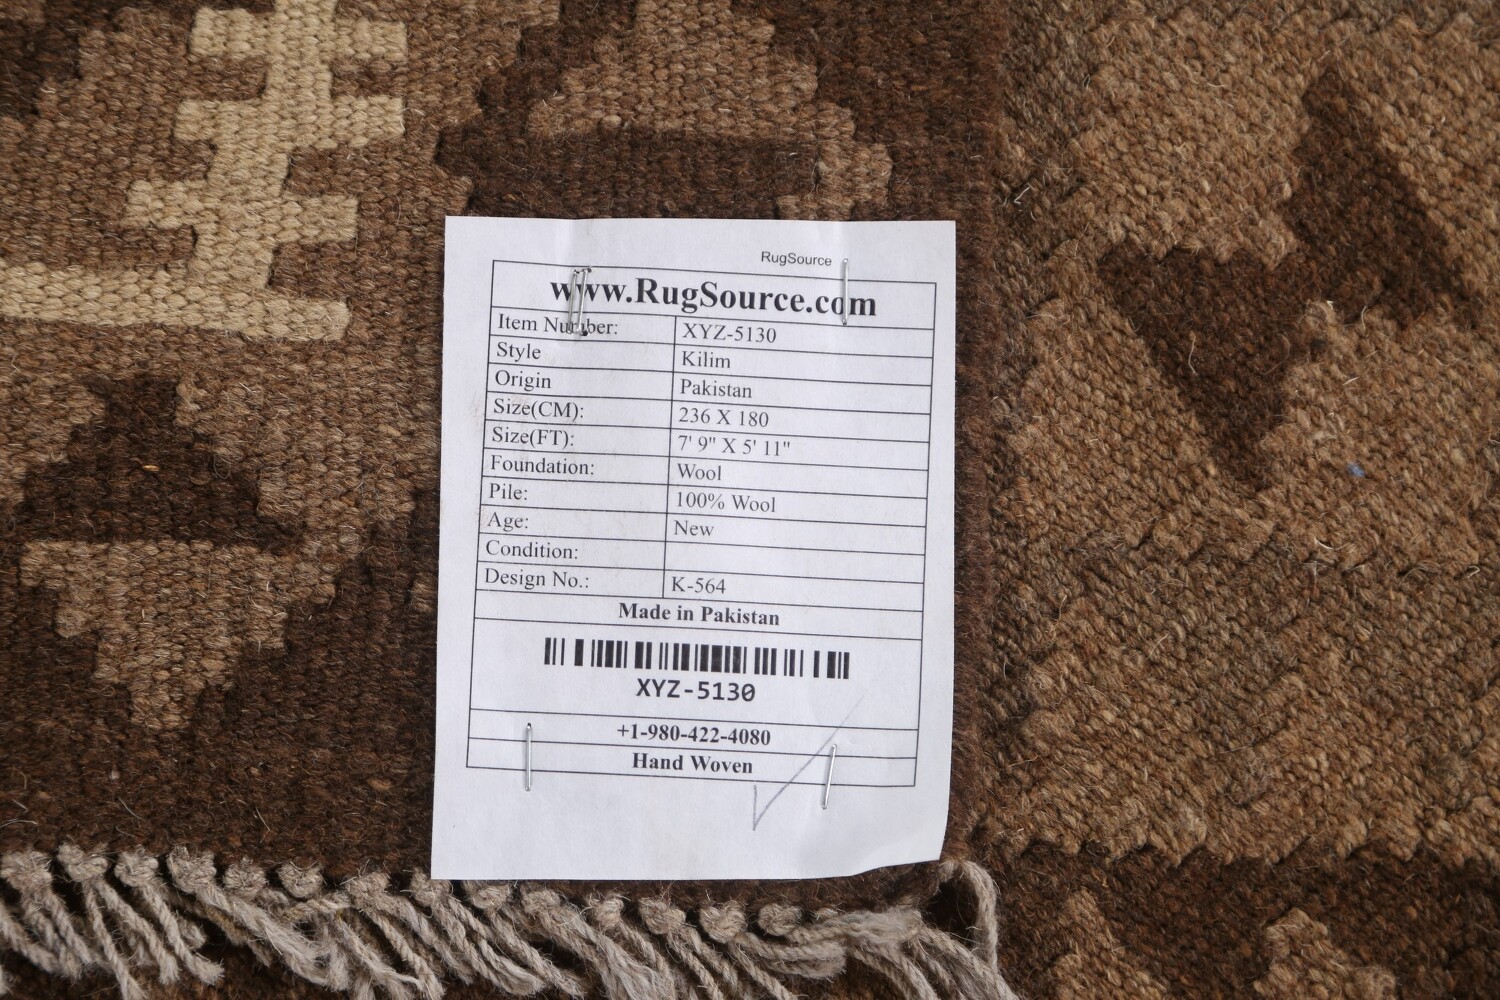 RugSource
www.RugSource.com
Item Number: XYZ-5130
Style Kilim
Origin Pakistan
Size(CM): 236 X 180
Size(FT): 7' 9" X 5' 11"
Foundation: Wool
Pile: 100% Wool
Age: New
Condition:
Design No.: K-564
Made in Pakistan
XYZ-5130
+1-980-422-4080
Hand Woven